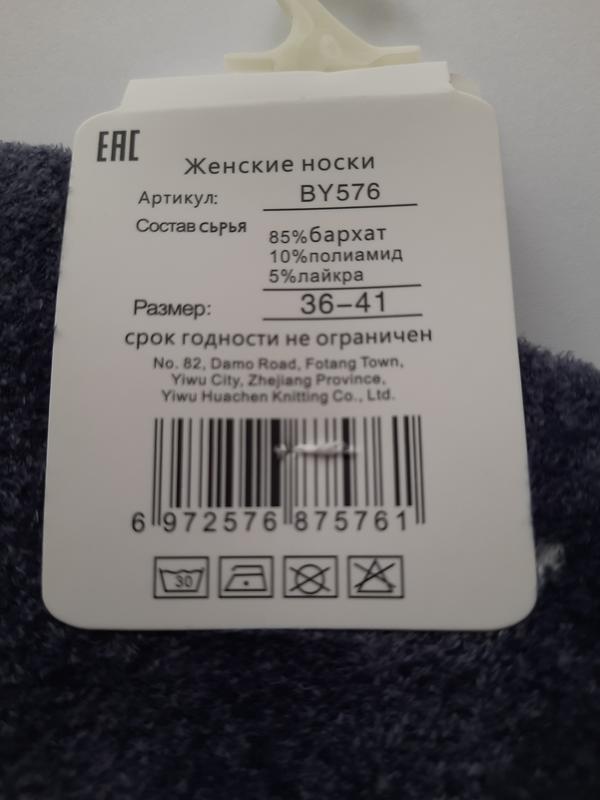 EAC
Женские носки
Артикул: BY576
Состав сырья
85%бархат
10%полиамид
5%лайкра
Размер: 36–41
срок годности не ограничен
No. 82, Damo Road, Fotang Town,
Yiwu City, Zhejiang Province,
Yiwu Huachen Knitting Co., Ltd.
6 972576 875761
30